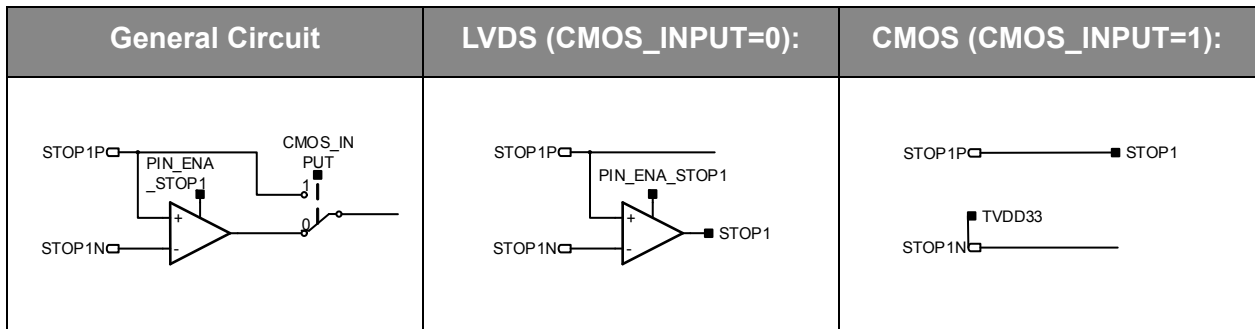 General Circuit
LVDS (CMOS_INPUT=0):
CMOS (CMOS_INPUT=1):
STOP1P
PIN_ENA
_STOP1
CMOS_IN
PUT
1
0
+
-
STOP1N
STOP1P
PIN_ENA_STOP1
+
-
STOP1
STOP1N
STOP1P
STOP1
TVDD33
STOP1N